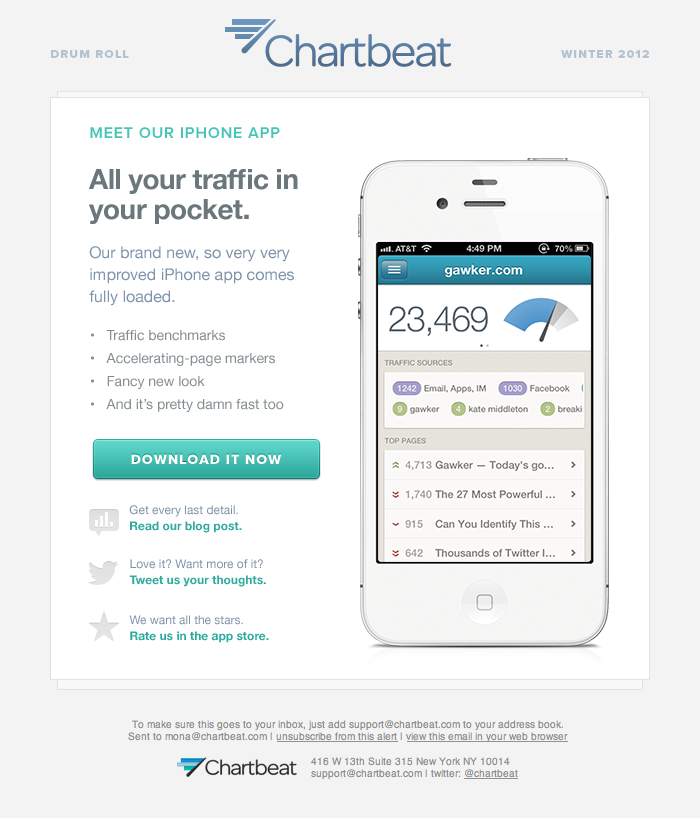 DRUM ROLL
Chartbeat
WINTER 2012
MEET OUR IPHONE APP
All your traffic in
your pocket.
Our brand new, so very very
improved iPhone app comes
fully loaded.
• Traffic benchmarks
• Accelerating-page markers
• Fancy new look
• And it's pretty damn fast too
DOWNLOAD IT NOW
Get every last detail.
Read our blog post.
Love it? Want more of it?
Tweet us your thoughts.
We want all the stars.
Rate us in the app store.
AT&T 4:49 PM 70%
gawker.com
23,469
TRAFFIC SOURCES
1242 Email, Apps, IM 1030 Facebook
9 gawker 4 kate middleton 2 breaki
TOP PAGES
4,713 Gawker — Today's go...
1,740 The 27 Most Powerful ...
915 Can You Identify This ...
642 Thousands of Twitter I...
To make sure this goes to your inbox, just add support@chartbeat.com to your address book.
Sent to mona@chartbeat.com | unsubscribe from this alert | view this email in your web browser
Chartbeat
416 W 13th Suite 315 New York NY 10014
support@chartbeat.com | twitter: @chartbeat